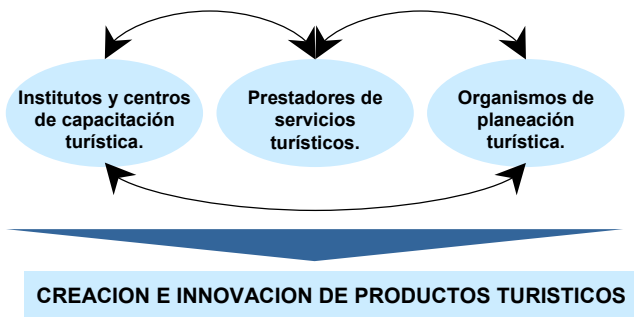 Institutos y centros
de capacitación
turística.
Prestadores de
servicios
turísticos.
Organismos de
planeación
turística.
CREACION E INNOVACION DE PRODUCTOS TURISTICOS